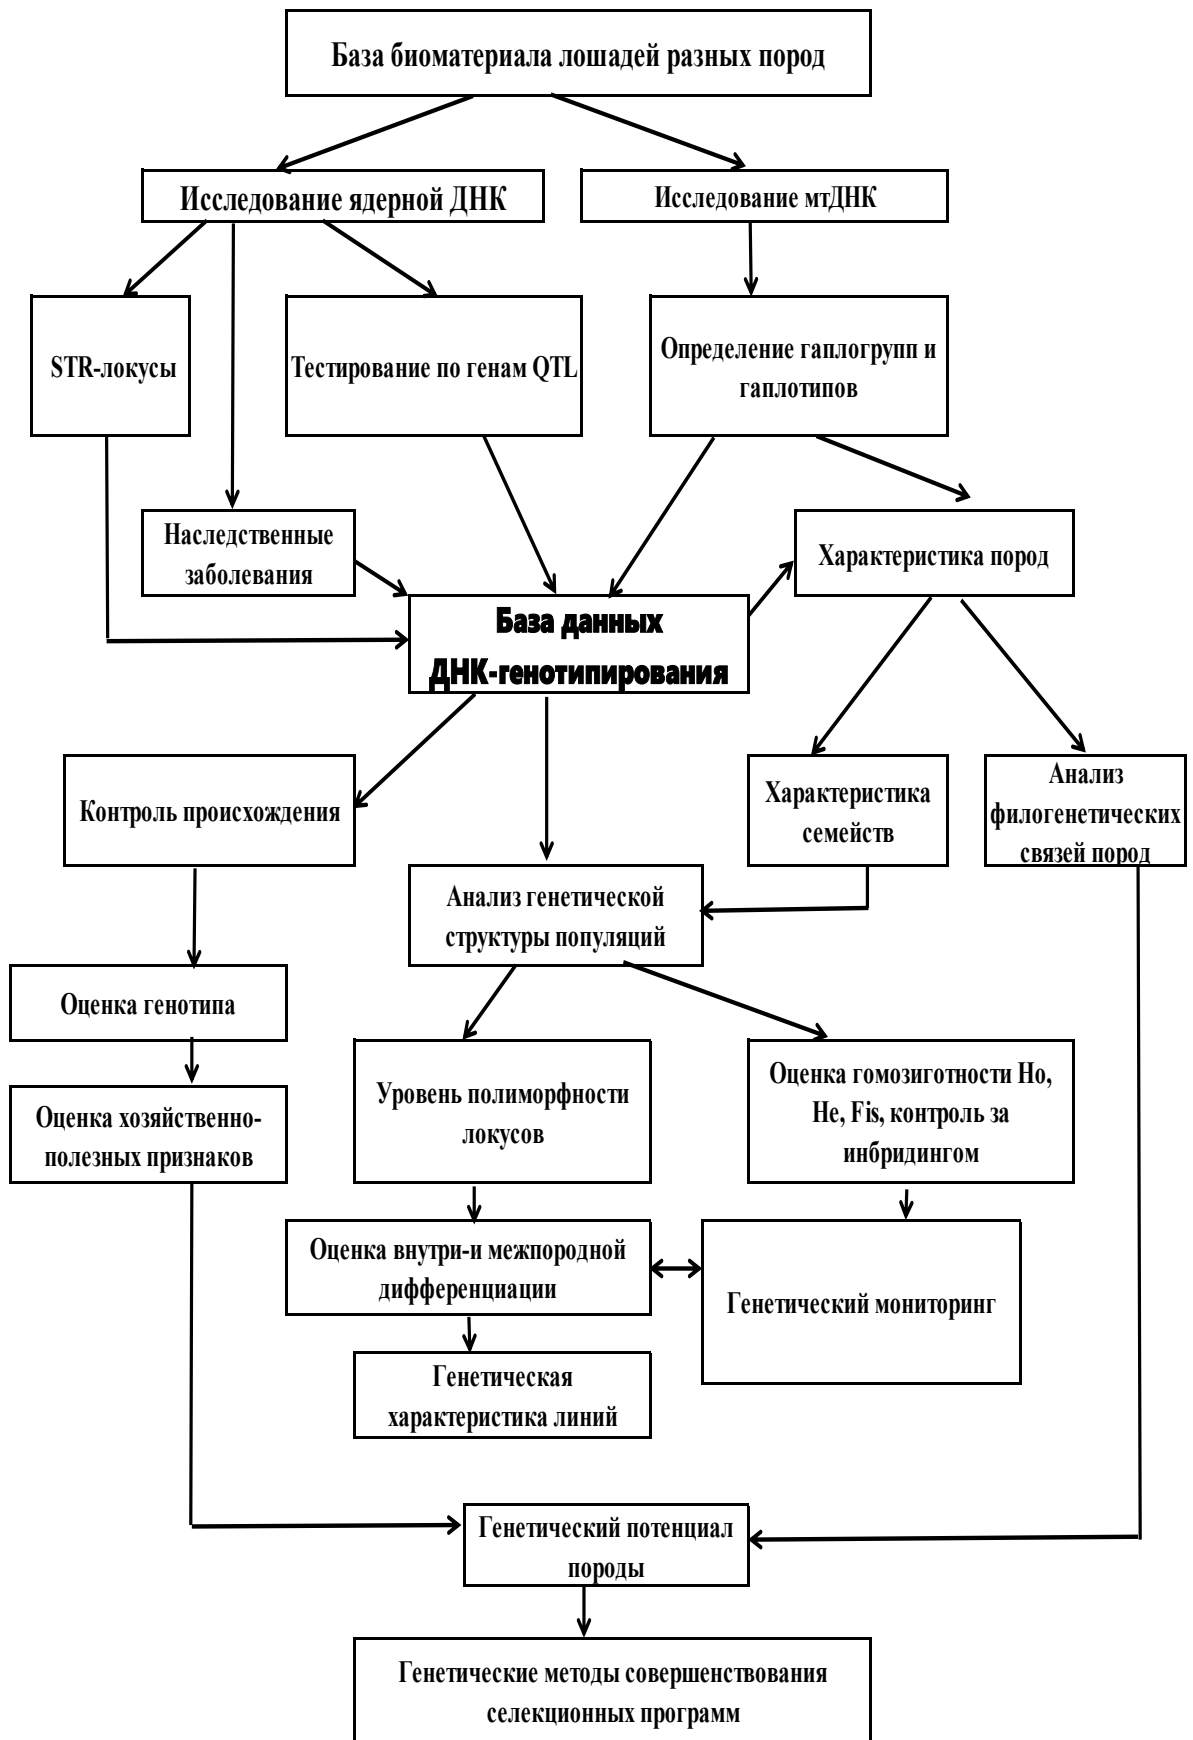 База биоматериала лошадей разных пород
Исследование ядерной ДНК
Исследование мтДНК
STR-локусы
Тестирование по генам QTL
Определение гаплогрупп и
гаплотипов
Наследственные
заболевания
Характеристика пород
База данных
ДНК-генотипирования
Контроль происхождения
Характеристика
семейств
Анализ
филогенетических
связей пород
Анализ генетической
структуры популяций
Оценка генотипа
Уровень полиморфности
локусов
Оценка гомозиготности Но,
Не, Fis, контроль за
инбридингом
Оценка хозяйственно-
полезных признаков
Оценка внутри-и межпородной
дифференциации
Генетический мониторинг
Генетическая
характеристика линий
Генетический потенциал
породы
Генетические методы совершенствования
селекционных программ